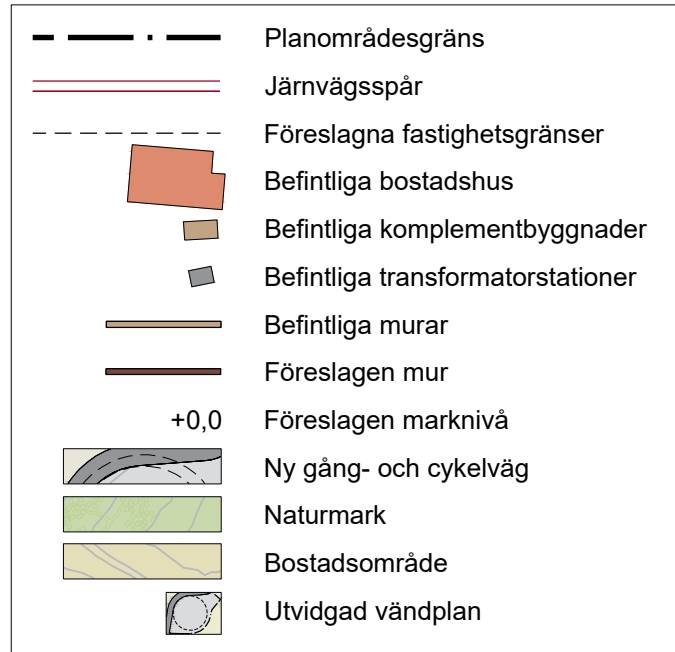 Planområdesgräns
Järnvägsspår
Föreslagna fastighetsgränser
Befintliga bostadshus
Befintliga komplementbyggnader
Befintliga transformatorstationer
Befintliga murar
Föreslagen mur
+0,0 Föreslagen marknivå
Ny gång- och cykelväg
Naturmark
Bostadsområde
Utvidgad vändplan